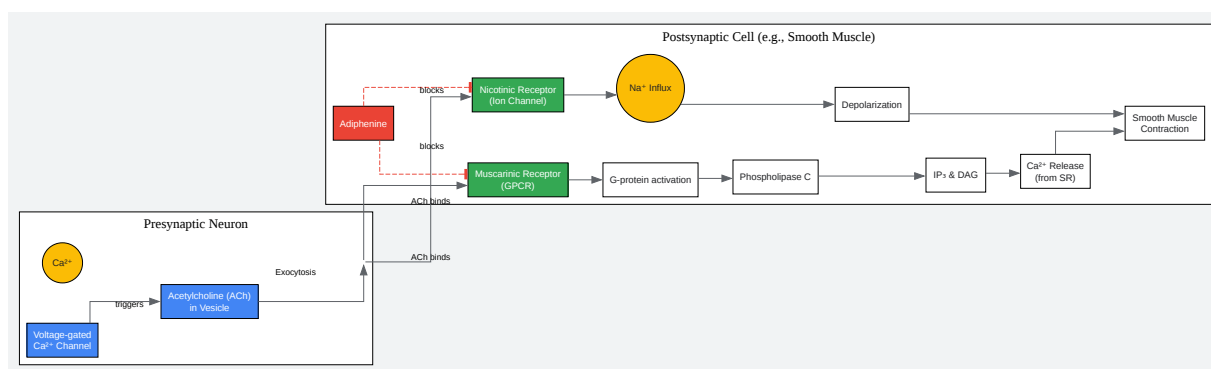 Postsynaptic Cell (e.g., Smooth Muscle)
blocks
Nicotinic Receptor
(Ion Channel)
Na⁺ Influx
Depolarization
Smooth Muscle
Contraction
Adiphenine
blocks
Muscarinic Receptor
(GPCR)
G-protein activation
Phospholipase C
IP₃ & DAG
Ca²⁺ Release
(from SR)
ACh binds
Presynaptic Neuron
ACh binds
Ca²⁺
Exocytosis
Acetylcholine (ACh)
in Vesicle
triggers
Voltage-gated
Ca²⁺ Channel